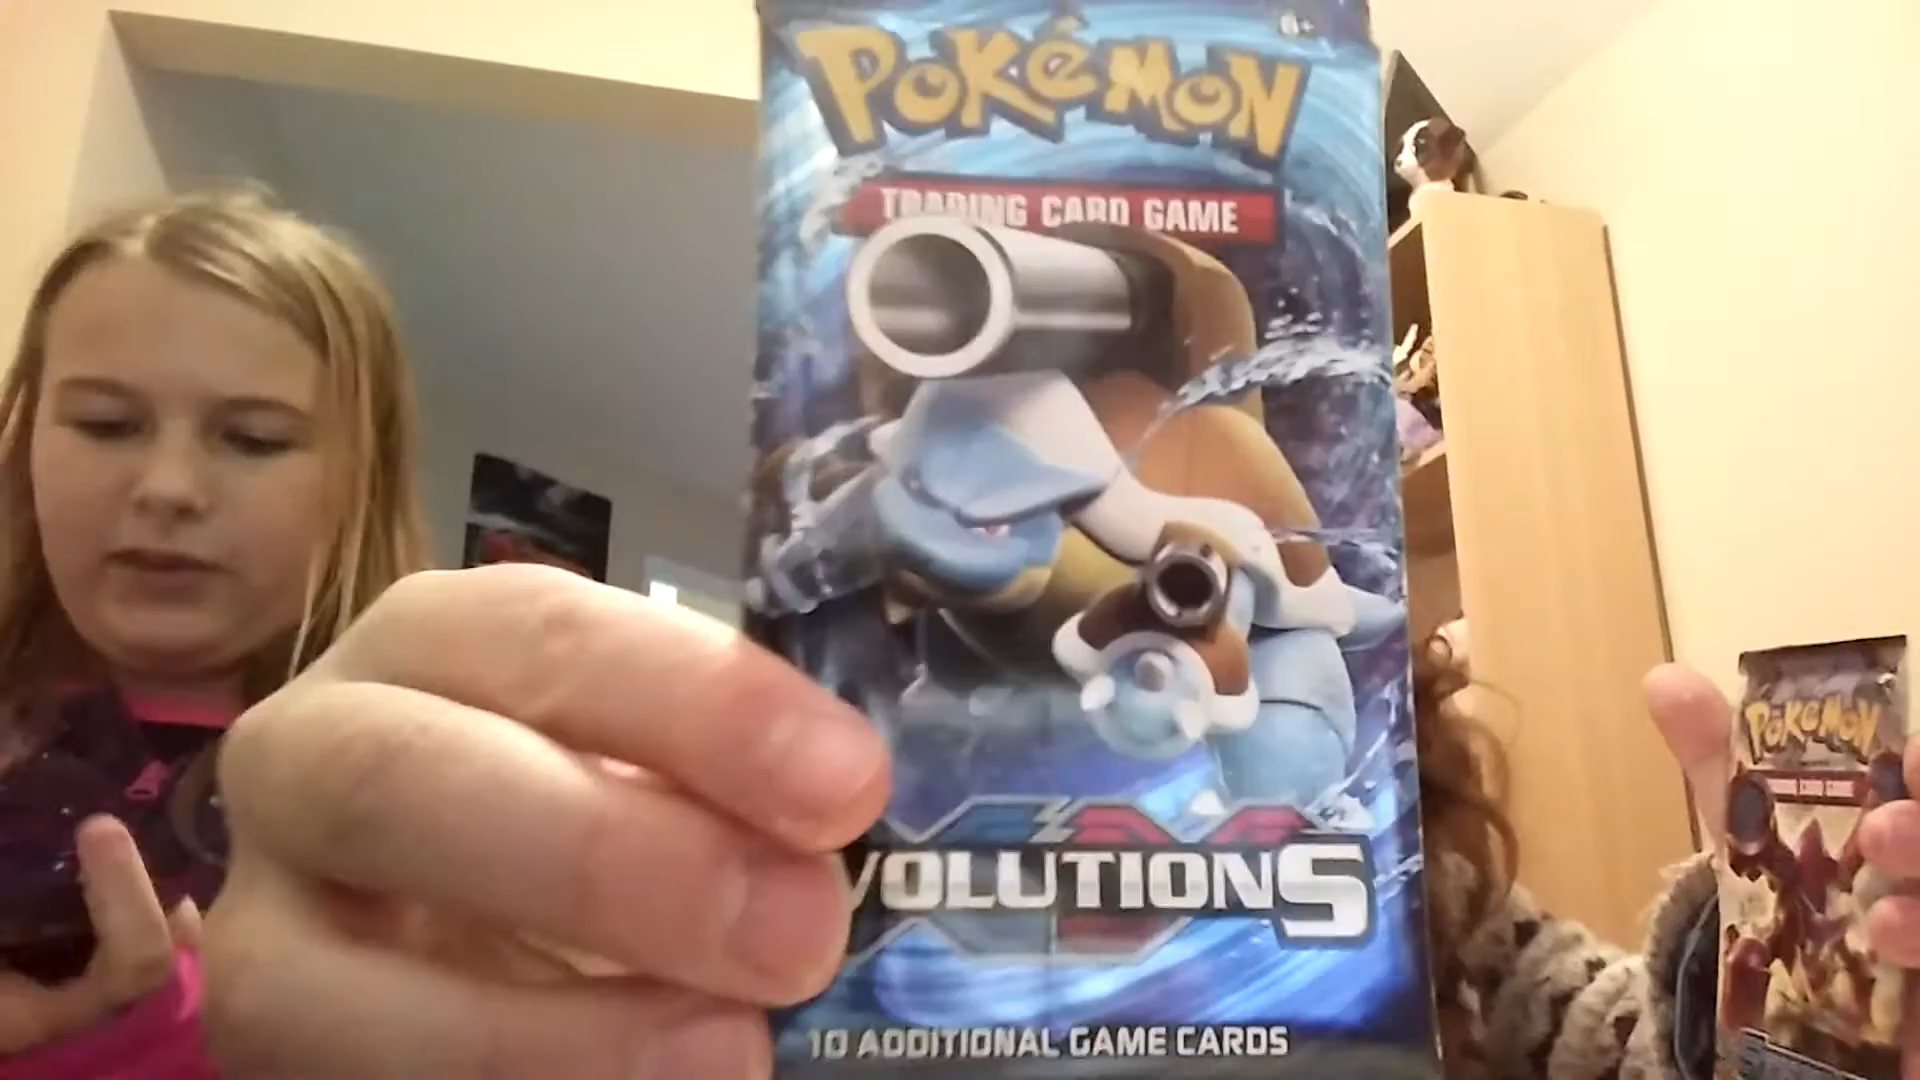 6+
POKéMON
TRADING CARD GAME
VOLUTIONS
10 ADDITIONAL GAME CARDS
POKéMON
TRADING CARD GAME